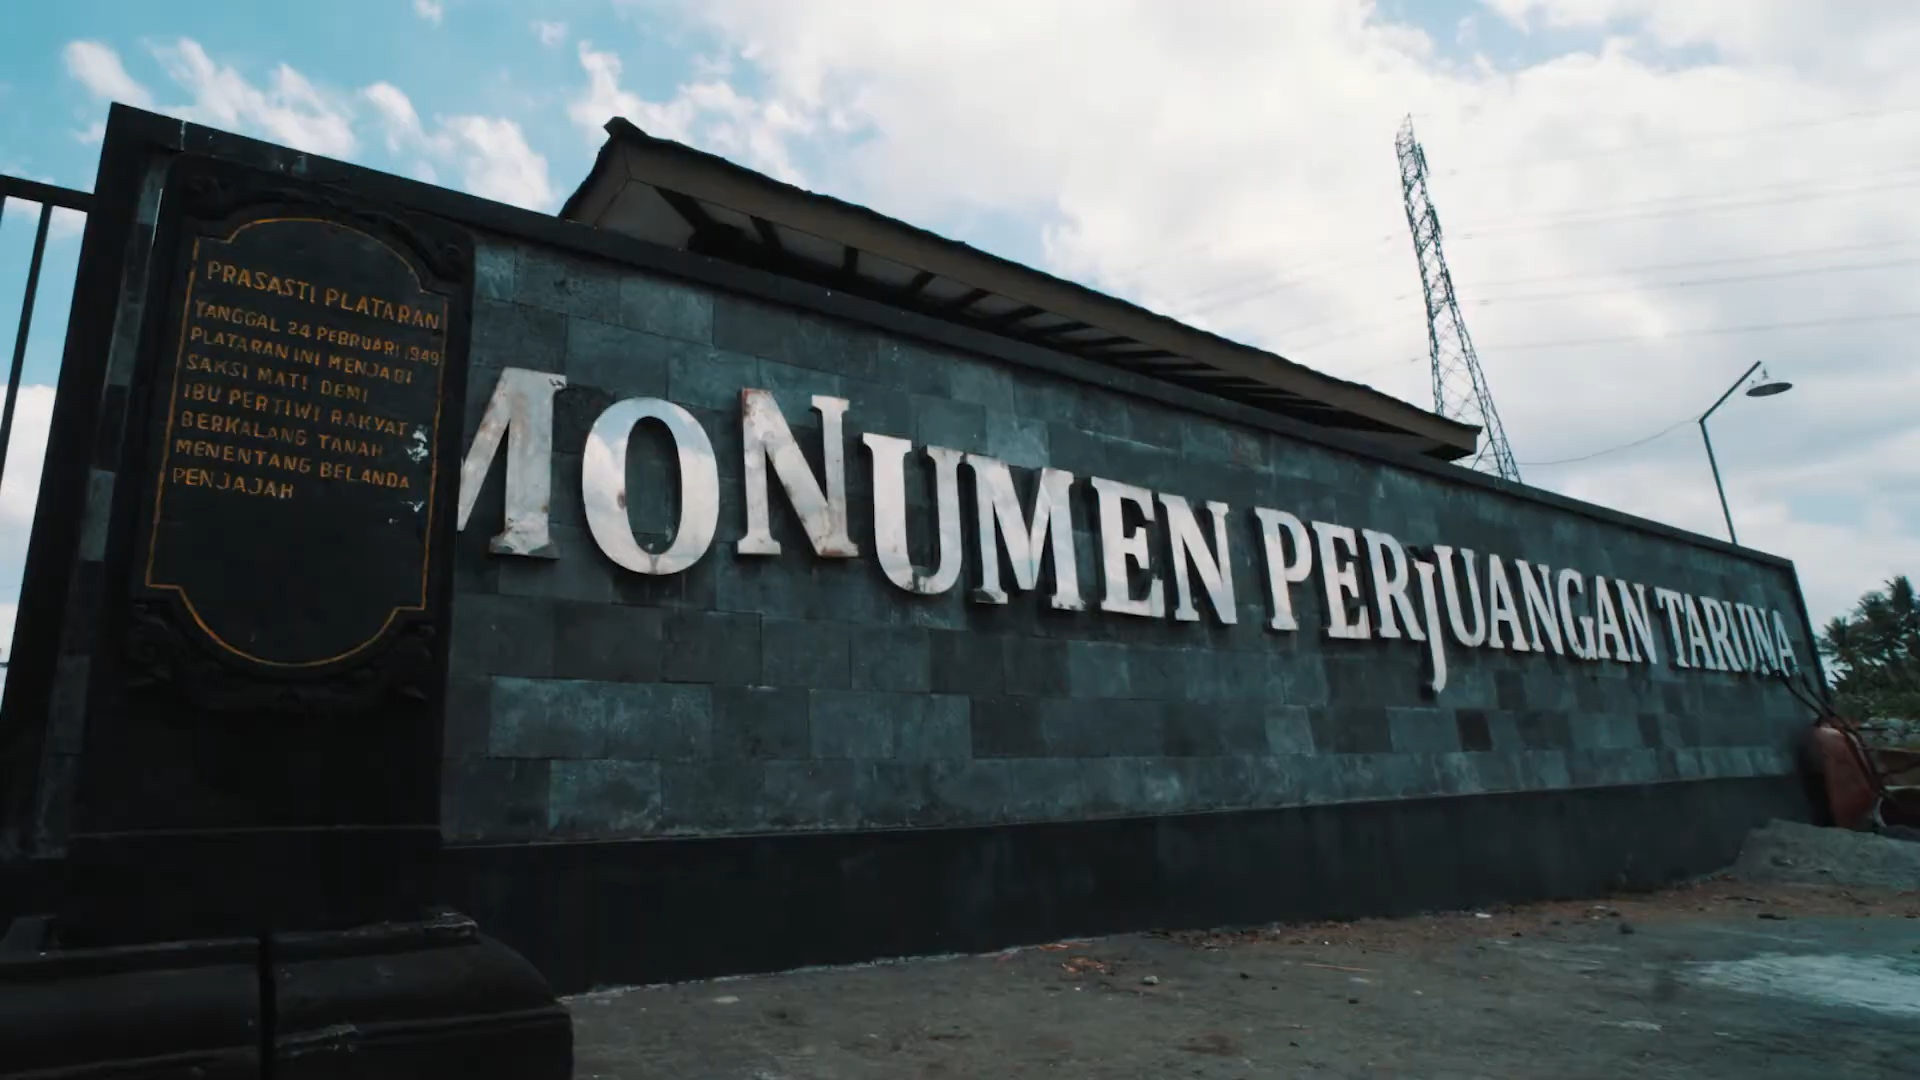 PRASASTI PLATARAN
TANGGAL 24 PEBRUARI 1949
PLATARAN INI MENJADI
SAKSI MATI DEMI
IBU PERTIWI RAKYAT
BERKALANG TANAH
MENENTANG BELANDA
PENJAJAH
MONUMEN PERJUANGAN TARUNA